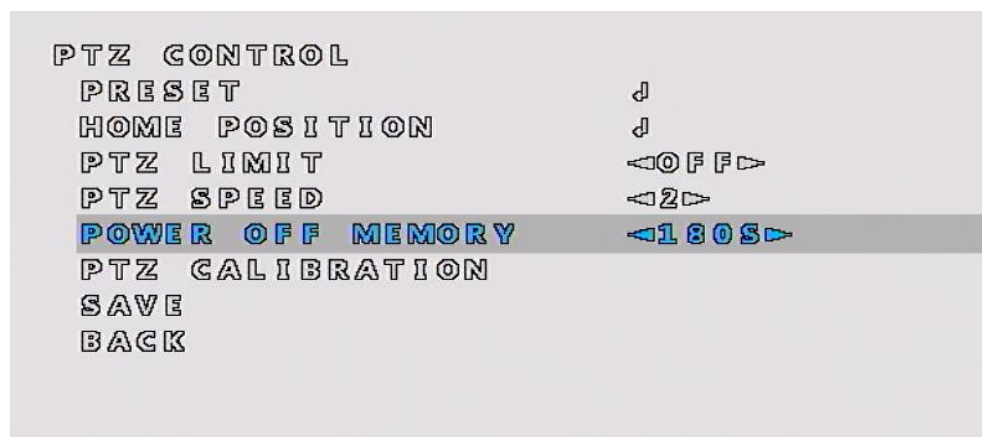 PTZ CONTROL
PRESET ↲
HOME POSITION ↲
PTZ LIMIT ◅OFF▻
PTZ SPEED ◅2▻
POWER OFF MEMORY ◅180S▻
PTZ CALIBRATION
SAVE
BACK